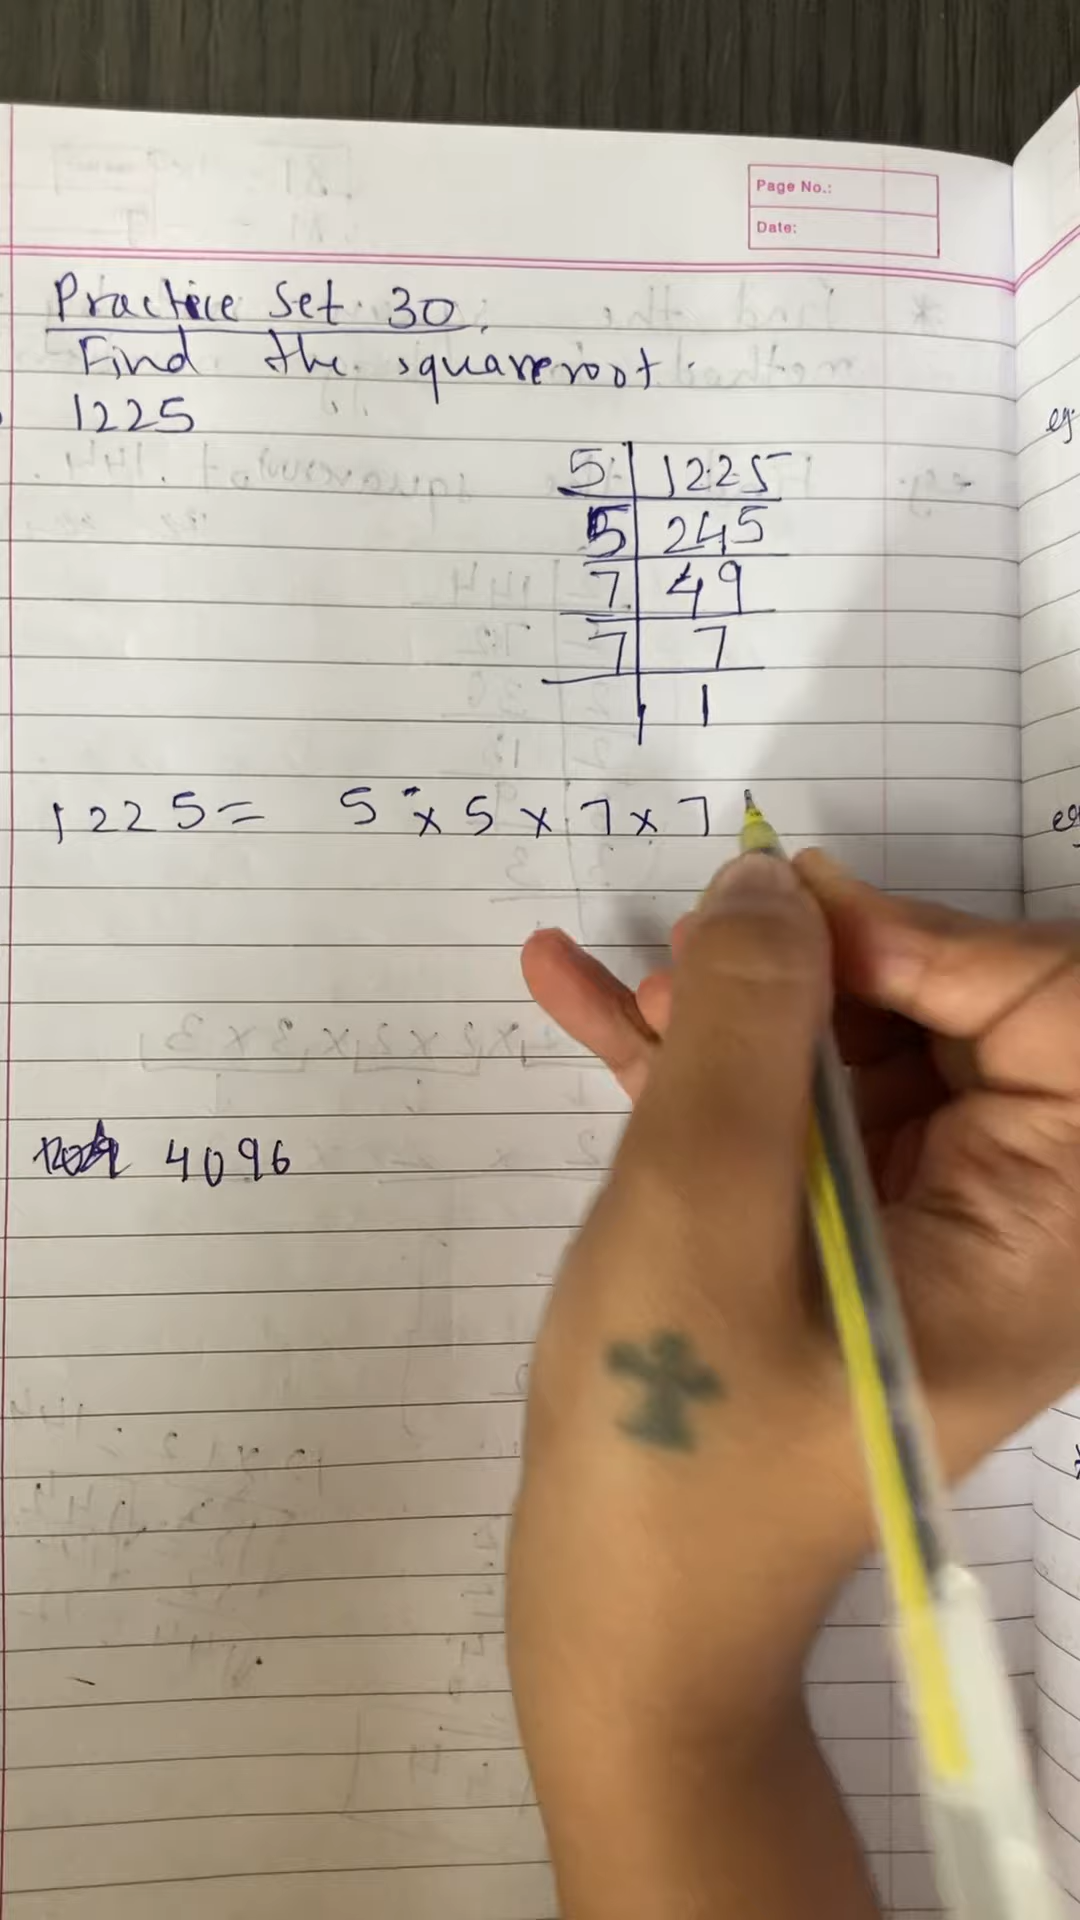 Page No.:
Date:
Practice Set 30.
Find the squareroot.
1225
5 1225
5 245
7 49
7 7
1
1225 = 5 × 5 × 7 × 7
4096
eg.